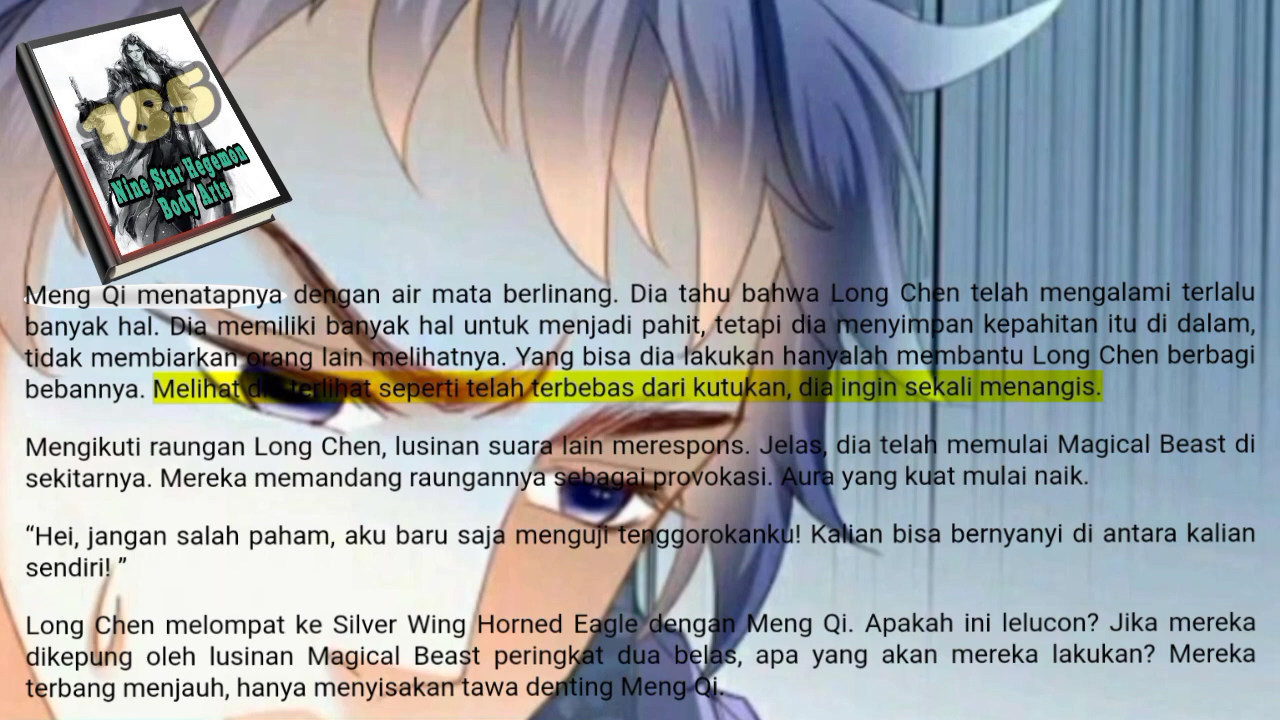 185
Nine Star Hegemon
Body Arts
Meng Qi menatapnya dengan air mata berlinang. Dia tahu bahwa Long Chen telah mengalami terlalu
banyak hal. Dia memiliki banyak hal untuk menjadi pahit, tetapi dia menyimpan kepahitan itu di dalam,
tidak membiarkan orang lain melihatnya. Yang bisa dia lakukan hanyalah membantu Long Chen berbagi
bebannya. Melihat dia terlihat seperti telah terbebas dari kutukan, dia ingin sekali menangis.
Mengikuti raungan Long Chen, lusinan suara lain merespons. Jelas, dia telah memulai Magical Beast di
sekitarnya. Mereka memandang raungannya sebagai provokasi. Aura yang kuat mulai naik.
“Hei, jangan salah paham, aku baru saja menguji tenggorokanku! Kalian bisa bernyanyi di antara kalian
sendiri! ”
Long Chen melompat ke Silver Wing Horned Eagle dengan Meng Qi. Apakah ini lelucon? Jika mereka
dikepung oleh lusinan Magical Beast peringkat dua belas, apa yang akan mereka lakukan? Mereka
terbang menjauh, hanya menyisakan tawa denting Meng Qi.